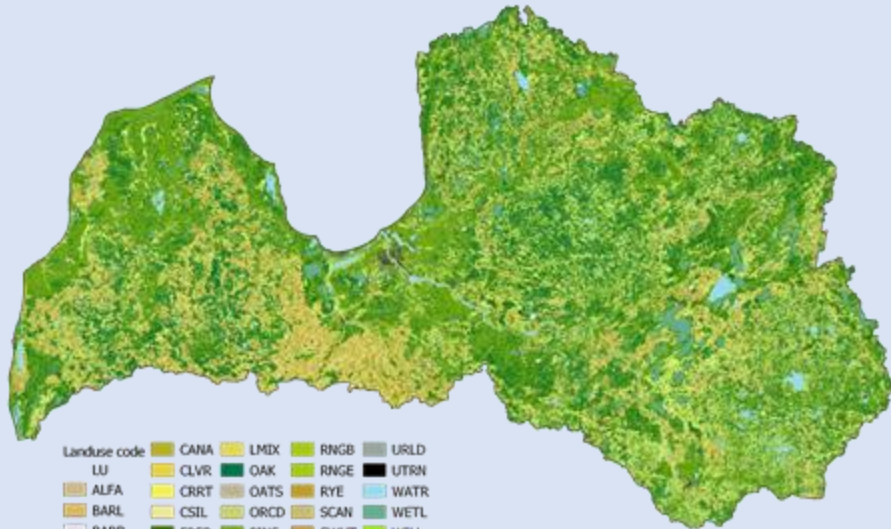 Landuse code CANA LMIX RNGB URLD
LU CLVR OAK RNGE UTRN
ALFA CRRT OATS RYE WATR
BARL CSIL ORCD SCAN WETL